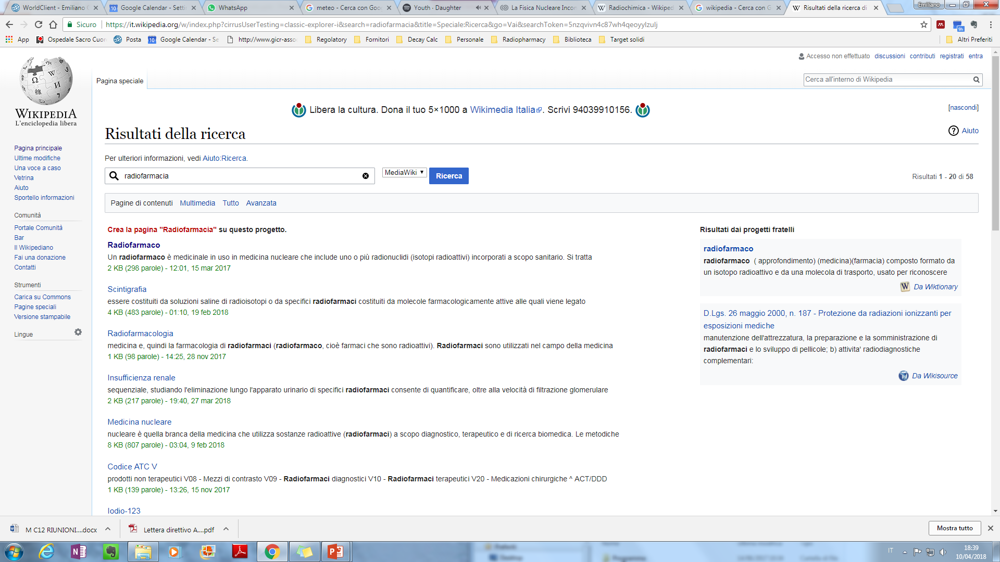 WorldClient - Emiliano
Google Calendar - Setti
WhatsApp
meteo - Cerca con Goo
Youth · Daughter
La Fisica Nucleare Incon
Radiochimica - Wikiped
wikipedia - Cerca con G
Risultati della ricerca di
Emiliano
Sicuro
https://it.wikipedia.org/w/index.php?cirrusUserTesting=classic-explorer-i&search=radiofarmacia&title=Speciale:Ricerca&go=Vai&searchToken=5nzqvivn4c87wh4qeoyylzulj
9h
App
Ospedale Sacro Cuor
Posta
Google Calendar - Se
http://www.gicr-asso
Regolatory
Fornitori
Decay Calc
Personale
Radiopharmacy
Biblioteca
Target solidi
Altri Preferiti
Accesso non effettuato discussioni contributi registrati entra
Pagina speciale
Cerca all'interno di Wikipedia
WIKIPEDIA
L'enciclopedia libera
Libera la cultura. Dona il tuo 5×1000 a Wikimedia Italia. Scrivi 94039910156.
[nascondi]
Risultati della ricerca
Aiuto
Per ulteriori informazioni, vedi Aiuto:Ricerca.
radiofarmacia
MediaWiki
Ricerca
Risultati 1 - 20 di 58
Pagine di contenuti Multimedia Tutto Avanzata
Pagina principale
Ultime modifiche
Una voce a caso
Vetrina
Aiuto
Sportello informazioni
Comunità
Portale Comunità
Bar
Il Wikipediano
Fai una donazione
Contatti
Strumenti
Carica su Commons
Pagine speciali
Versione stampabile
Lingue
Crea la pagina "Radiofarmacia" su questo progetto.
Radiofarmaco
Un radiofarmaco è medicinale in uso in medicina nucleare che include uno o più radionuclidi (isotopi radioattivi) incorporati a scopo sanitario. Si tratta
2 KB (298 parole) - 12:01, 15 mar 2017
Scintigrafia
essere costituiti da soluzioni saline di radioisotopi o da specifici radiofarmaci costituiti da molecole farmacologicamente attive alle quali viene legato
4 KB (483 parole) - 01:10, 19 feb 2018
Radiofarmacologia
medicina e, quindi la farmacologia di radiofarmaci (radiofarmaco, cioè farmaci che sono radioattivi). Radiofarmaci sono utilizzati nel campo della medicina
1 KB (98 parole) - 14:25, 28 nov 2017
Insufficienza renale
sequenziale, studiando l'eliminazione lungo l'apparato urinario di specifici radiofarmaci consente di quantificare, oltre alla velocità di filtrazione glomerulare
2 KB (217 parole) - 19:40, 27 mar 2018
Medicina nucleare
nucleare è quella branca della medicina che utilizza sostanze radioattive (radiofarmaci) a scopo diagnostico, terapeutico e di ricerca biomedica. Le metodiche
8 KB (807 parole) - 03:04, 9 feb 2018
Codice ATC V
prodotti non terapeutici V08 - Mezzi di contrasto V09 - Radiofarmaci diagnostici V10 - Radiofarmaci terapeutici V20 - Medicazioni chirurgiche ^ ACT/DDD
1 KB (139 parole) - 13:26, 15 nov 2017
Iodio-123
Risultati dai progetti fratelli
radiofarmaco
radiofarmaco ( approfondimento) (medicina)(farmacia) composto formato da
un isotopo radioattivo e da una molecola di trasporto, usato per riconoscere
Da Wiktionary
D.Lgs. 26 maggio 2000, n. 187 - Protezione da radiazioni ionizzanti per
esposizioni mediche
manutenzione dell'attrezzatura, la preparazione e la somministrazione di
radiofarmaci e lo sviluppo di pellicole; b) attivita' radiodiagnostiche
complementari:
Da Wikisource
M C12 RIUNIONI....docx
Lettera direttivo A....pdf
Mostra tutto
IT
18:39
10/04/2018